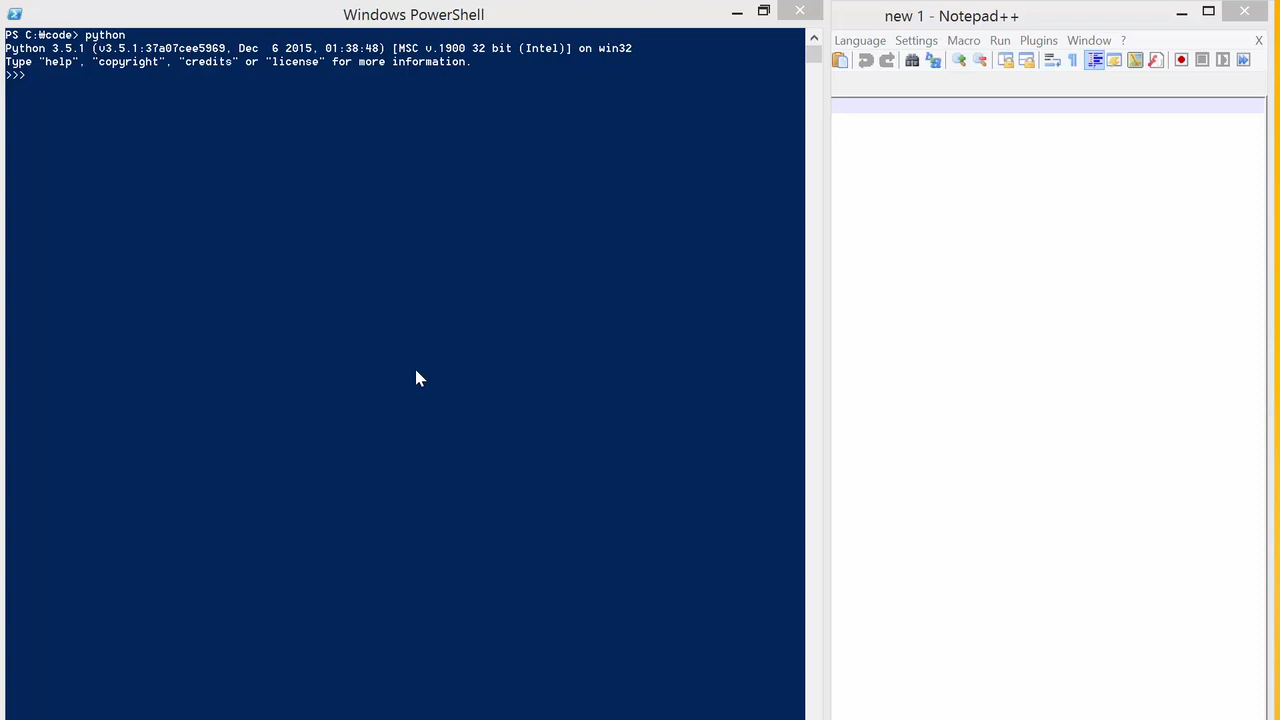 Windows PowerShell
PS C:₩code> python
Python 3.5.1 (v3.5.1:37a07cee5969, Dec  6 2015, 01:38:48) [MSC v.1900 32 bit (Intel)] on win32
Type "help", "copyright", "credits" or "license" for more information.
>>>
new 1 - Notepad++
Language Settings Macro Run Plugins Window ? X